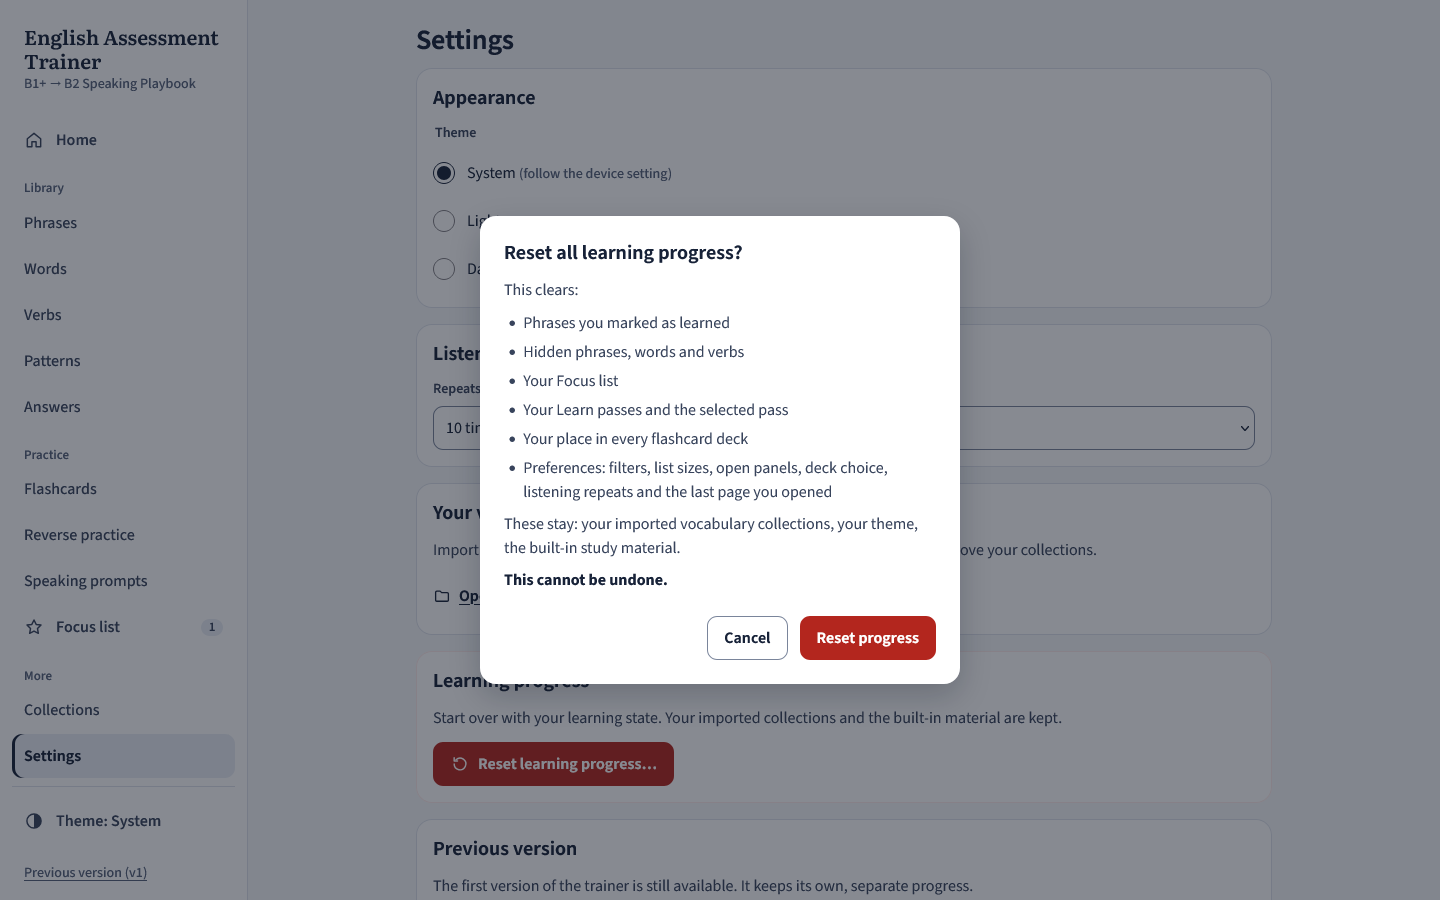 English Assessment
Trainer
B1+ → B2 Speaking Playbook
Home
Library
Phrases
Words
Verbs
Patterns
Answers
Practice
Flashcards
Reverse practice
Speaking prompts
Focus list
1
More
Collections
Settings
Theme: System
Previous version (v1)
Settings
Appearance
Theme
System (follow the device setting)
Reset all learning progress?
This clears:
• Phrases you marked as learned
• Hidden phrases, words and verbs
• Your Focus list
• Your Learn passes and the selected pass
• Your place in every flashcard deck
• Preferences: filters, list sizes, open panels, deck choice,
listening repeats and the last page you opened
These stay: your imported vocabulary collections, your theme,
the built-in study material.
This cannot be undone.
Cancel
Reset progress
Repeats
10
Your
your collections.
Learning progress
Start over with your learning state. Your imported collections and the built-in material are kept.
Reset learning progress...
Previous version
The first version of the trainer is still available. It keeps its own, separate progress.